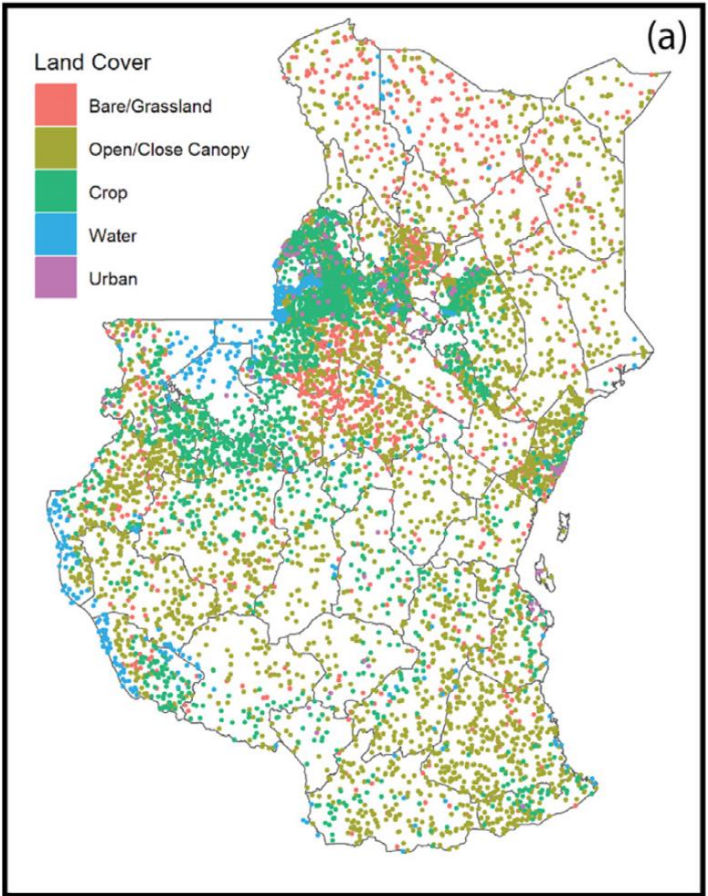 (a)
Land Cover
Bare/Grassland
Open/Close Canopy
Crop
Water
Urban